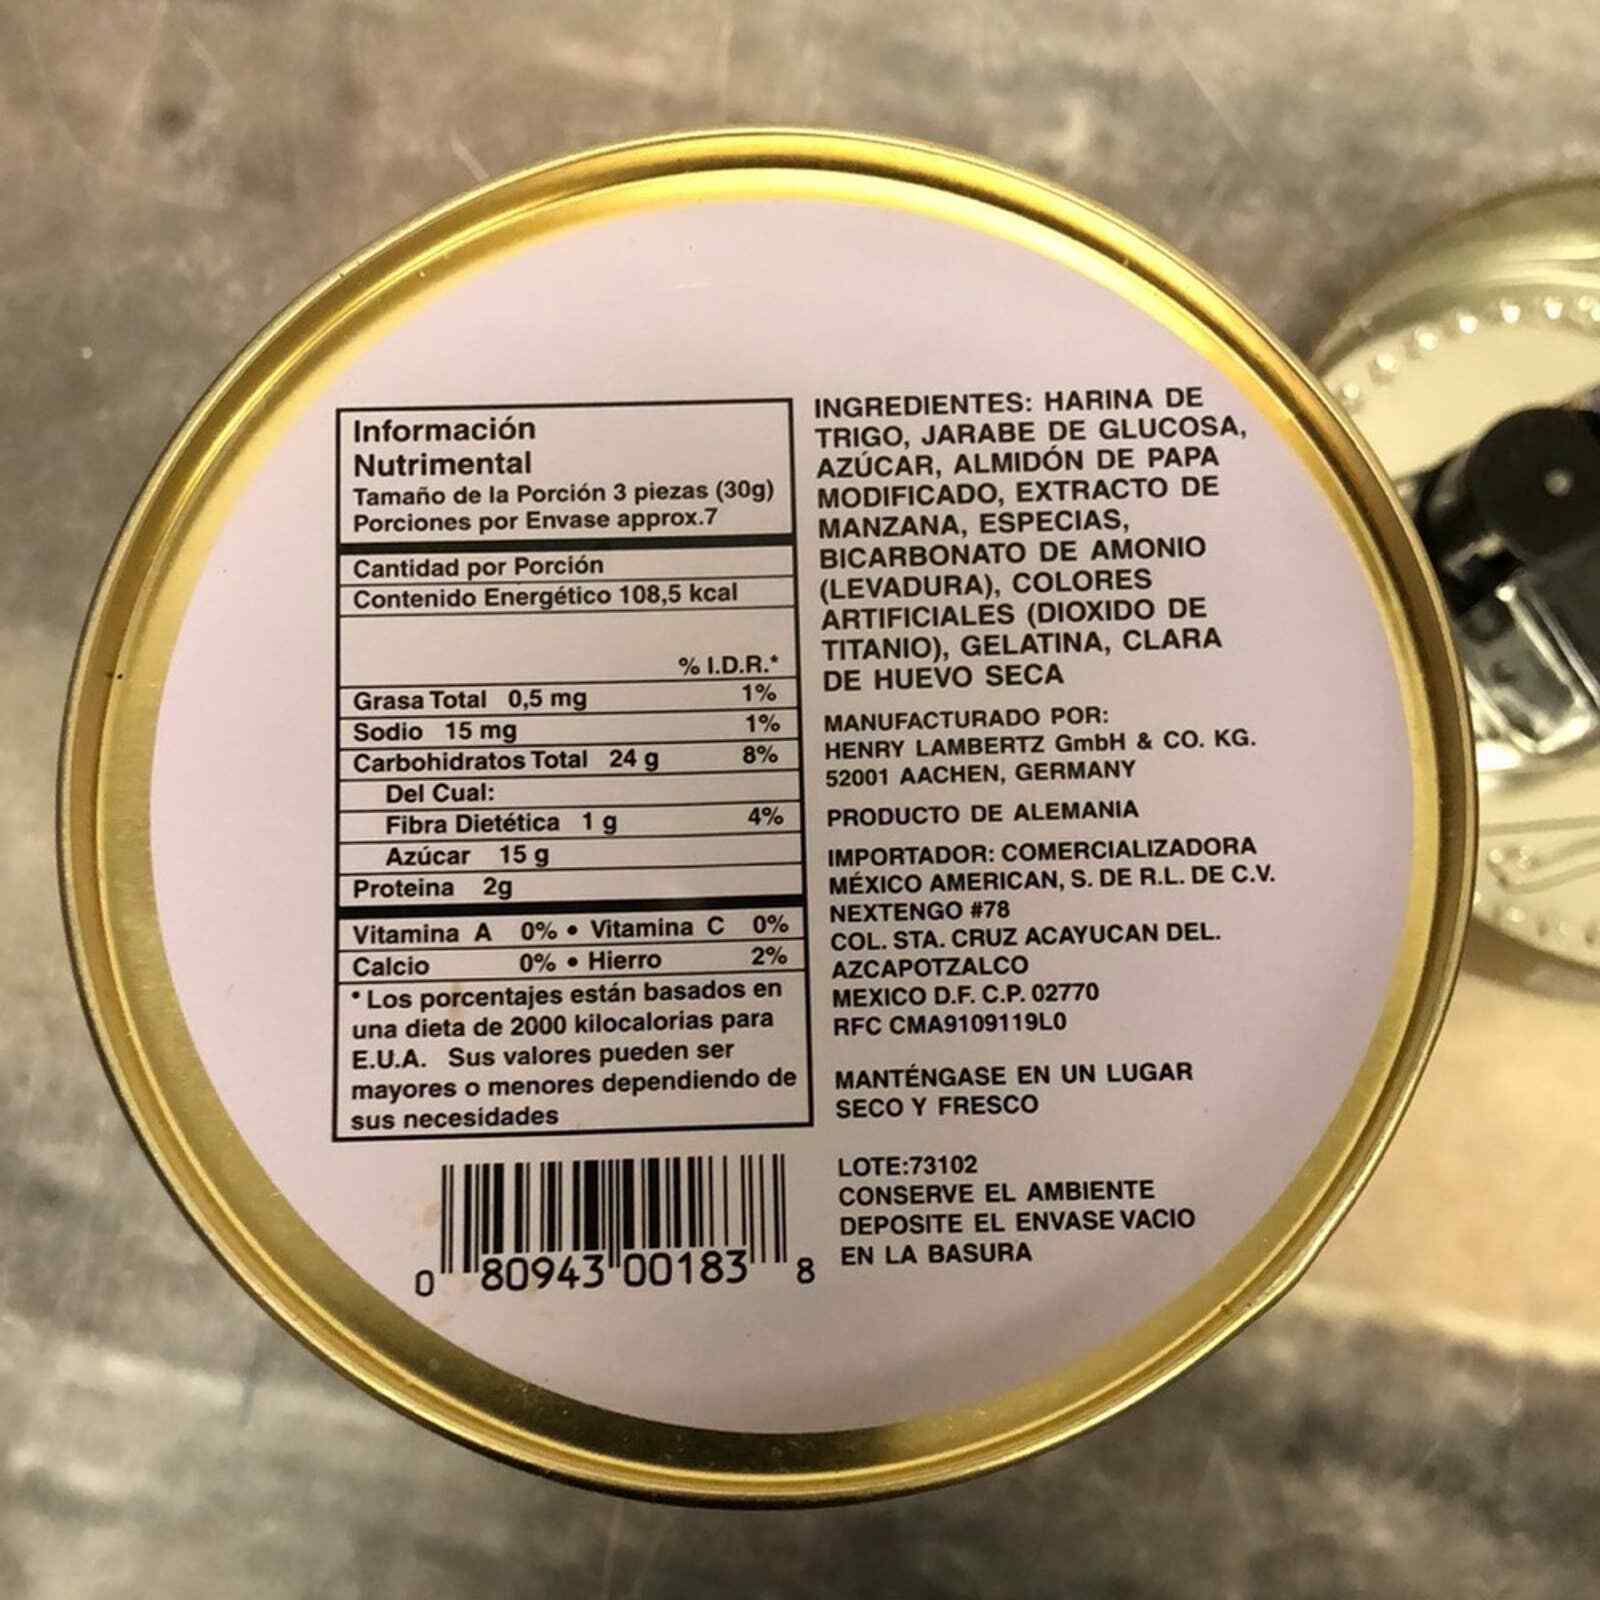 Información
Nutrimental
Tamaño de la Porción 3 piezas (30g)
Porciones por Envase approx.7
Cantidad por Porción
Contenido Energético 108,5 kcal
% I.D.R.*
Grasa Total 0,5 mg 1%
Sodio 15 mg 1%
Carbohidratos Total 24 g 8%
Del Cual:
Fibra Dietética 1 g 4%
Azúcar 15 g
Proteina 2g
Vitamina A 0% • Vitamina C 0%
Calcio 0% • Hierro 2%
* Los porcentajes están basados en
una dieta de 2000 kilocalorias para
E.U.A. Sus valores pueden ser
mayores o menores dependiendo de
sus necesidades
0 80943 00183 8
INGREDIENTES: HARINA DE
TRIGO, JARABE DE GLUCOSA,
AZÚCAR, ALMIDÓN DE PAPA
MODIFICADO, EXTRACTO DE
MANZANA, ESPECIAS,
BICARBONATO DE AMONIO
(LEVADURA), COLORES
ARTIFICIALES (DIOXIDO DE
TITANIO), GELATINA, CLARA
DE HUEVO SECA
MANUFACTURADO POR:
HENRY LAMBERTZ GmbH & CO. KG.
52001 AACHEN, GERMANY
PRODUCTO DE ALEMANIA
IMPORTADOR: COMERCIALIZADORA
MÉXICO AMERICAN, S. DE R.L. DE C.V.
NEXTENGO #78
COL. STA. CRUZ ACAYUCAN DEL.
AZCAPOTZALCO
MEXICO D.F. C.P. 02770
RFC CMA9109119L0
MANTÉNGASE EN UN LUGAR
SECO Y FRESCO
LOTE:73102
CONSERVE EL AMBIENTE
DEPOSITE EL ENVASE VACIO
EN LA BASURA